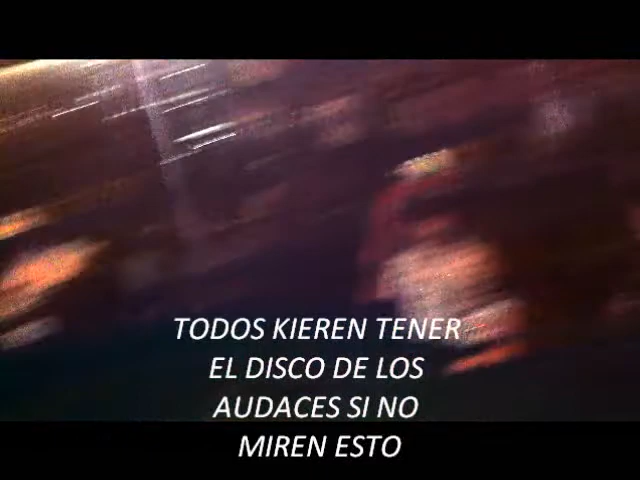 TODOS KIEREN TENER
EL DISCO DE LOS
AUDACES SI NO
MIREN ESTO